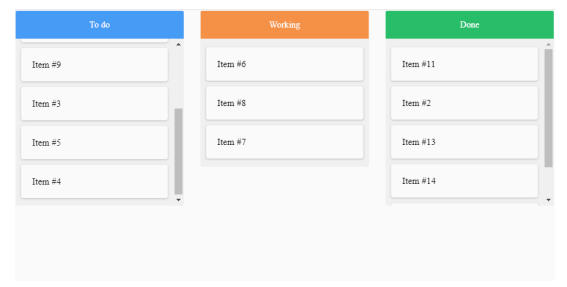 To do
Item #9
Item #3
Item #5
Item #4
Working
Item #6
Item #8
Item #7
Done
Item #11
Item #2
Item #13
Item #14